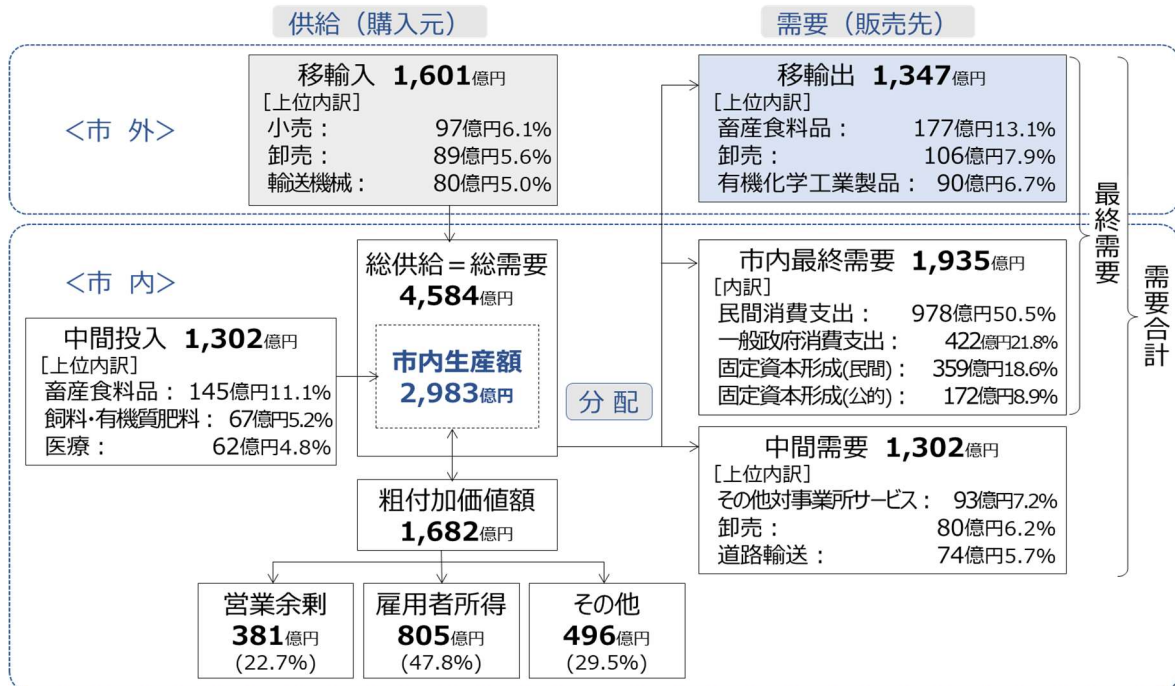 供給（購入元）
需要（販売先）
＜市 外＞
移輸入 1,601億円
[上位内訳]
小売： 97億円6.1%
卸売： 89億円5.6%
輸送機械： 80億円5.0%
移輸出 1,347億円
[上位内訳]
畜産食料品： 177億円13.1%
卸売： 106億円7.9%
有機化学工業製品： 90億円6.7%
最終需要
需要合計
＜市 内＞
総供給＝総需要
4,584億円
市内生産額
2,983億円
中間投入 1,302億円
[上位内訳]
畜産食料品： 145億円11.1%
飼料・有機質肥料： 67億円5.2%
医療： 62億円4.8%
分 配
市内最終需要 1,935億円
[内訳]
民間消費支出： 978億円50.5%
一般政府消費支出： 422億円21.8%
固定資本形成(民間)： 359億円18.6%
固定資本形成(公的)： 172億円8.9%
中間需要 1,302億円
[上位内訳]
その他対事業所サービス： 93億円7.2%
卸売： 80億円6.2%
道路輸送： 74億円5.7%
粗付加価値額
1,682億円
営業余剰
381億円
(22.7%)
雇用者所得
805億円
(47.8%)
その他
496億円
(29.5%)